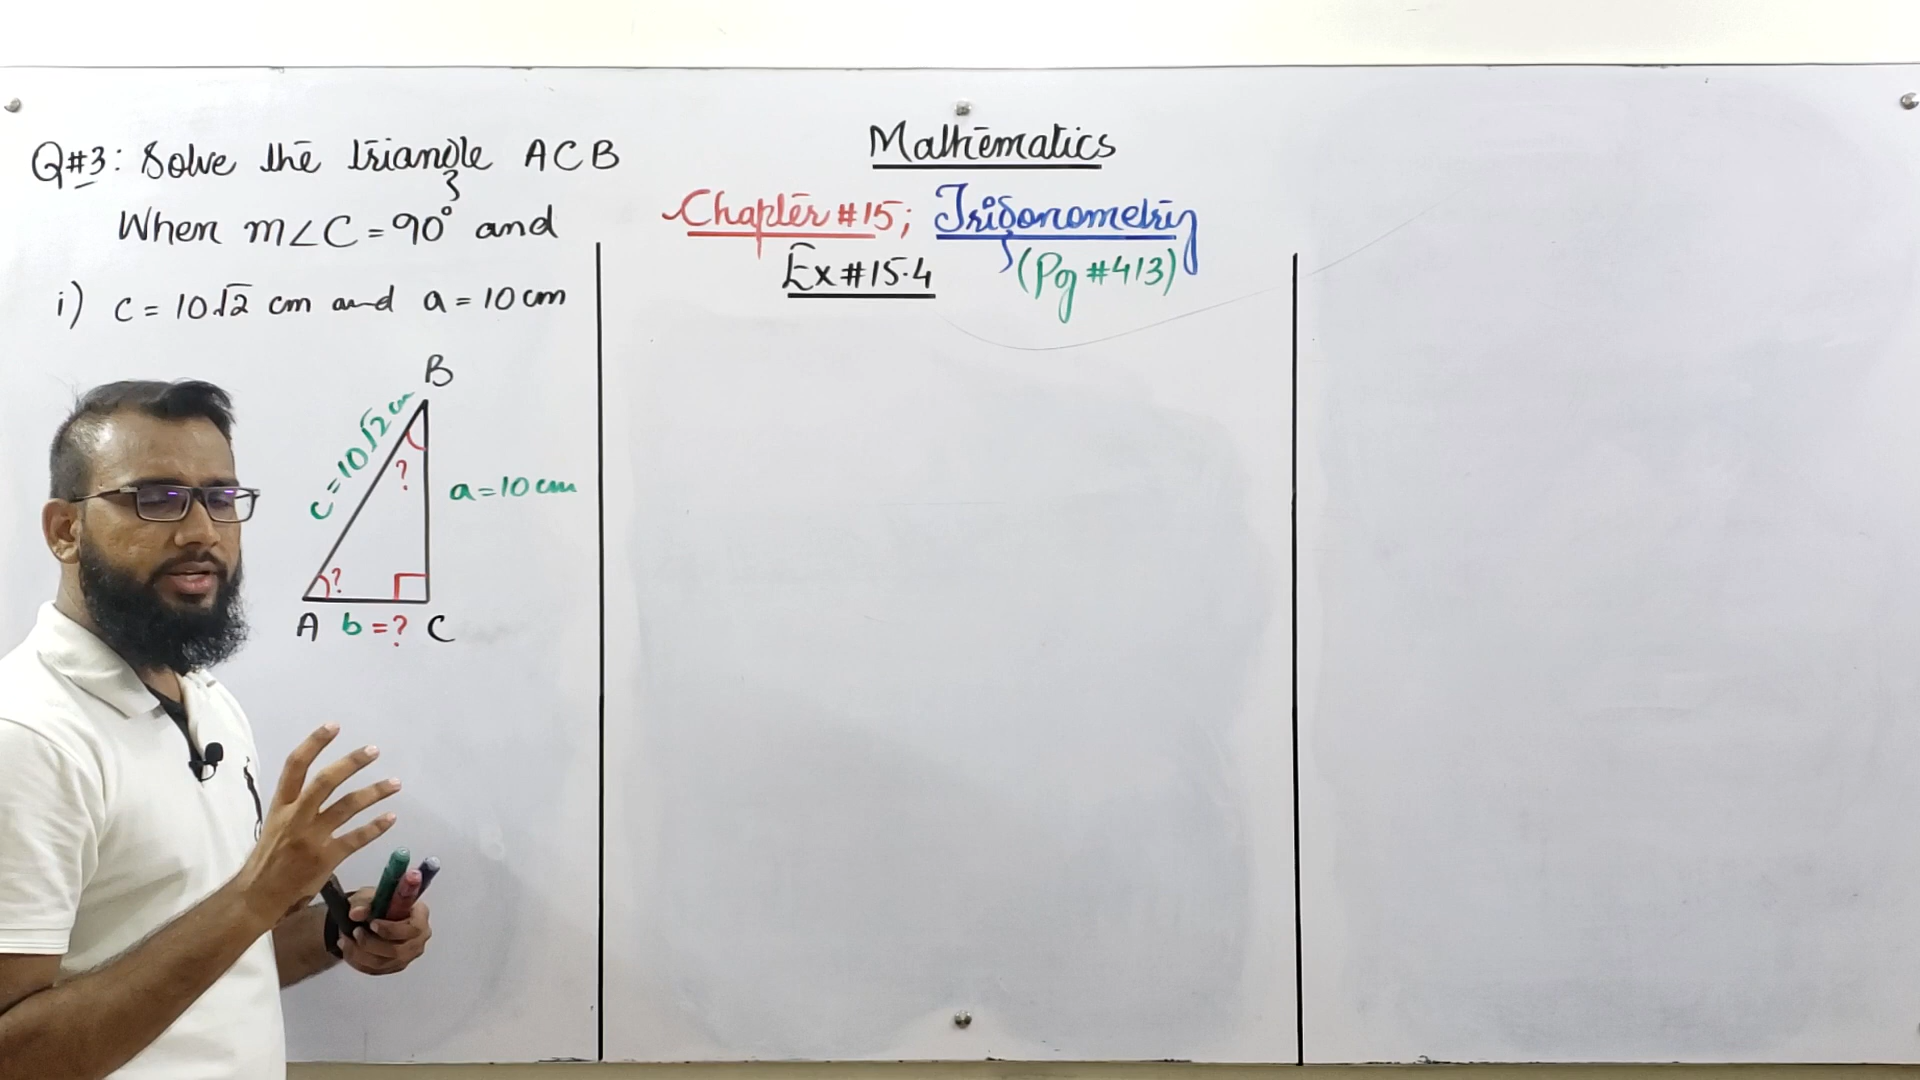 Mathematics
Chapter #15; Trigonometry
Ex #15.4 (Pg #413)
Q#3: Solve the triangle ACB
When m∠C = 90° and
i) c = 10√2 cm and a = 10 cm
B
c = 10√2 cm
?
a = 10 cm
?
A b = ? C